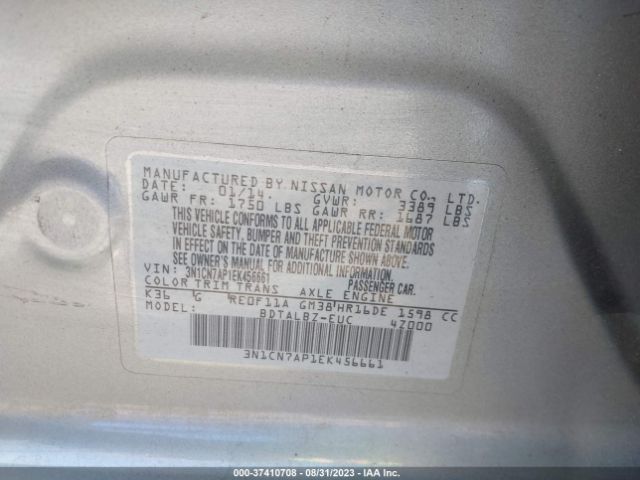 MANUFACTURED BY NISSAN MOTOR CO., LTD.
DATE: 01/14 GVWR: 3389 LBS
GAWR FR: 1750 LBS GAWR RR: 1687 LBS
THIS VEHICLE CONFORMS TO ALL APPLICABLE FEDERAL MOTOR
VEHICLE SAFETY, BUMPER AND THEFT PREVENTION STANDARDS
IN EFFECT ON THE DATE OF MANUFACTURE SHOWN ABOVE.
SEE OWNER'S MANUAL FOR ADDITIONAL INFORMATION.
VIN: 3N1CN7AP1EK456661 PASSENGER CAR.
COLOR TRIM TRANS AXLE ENGINE
K36 G RE0F11A GM38 HR16DE 1598 CC
MODEL: BDTALBZ-EUC 4Z000
3N1CN7AP1EK456661
000-37410708 - 08/31/2023 - IAA Inc.